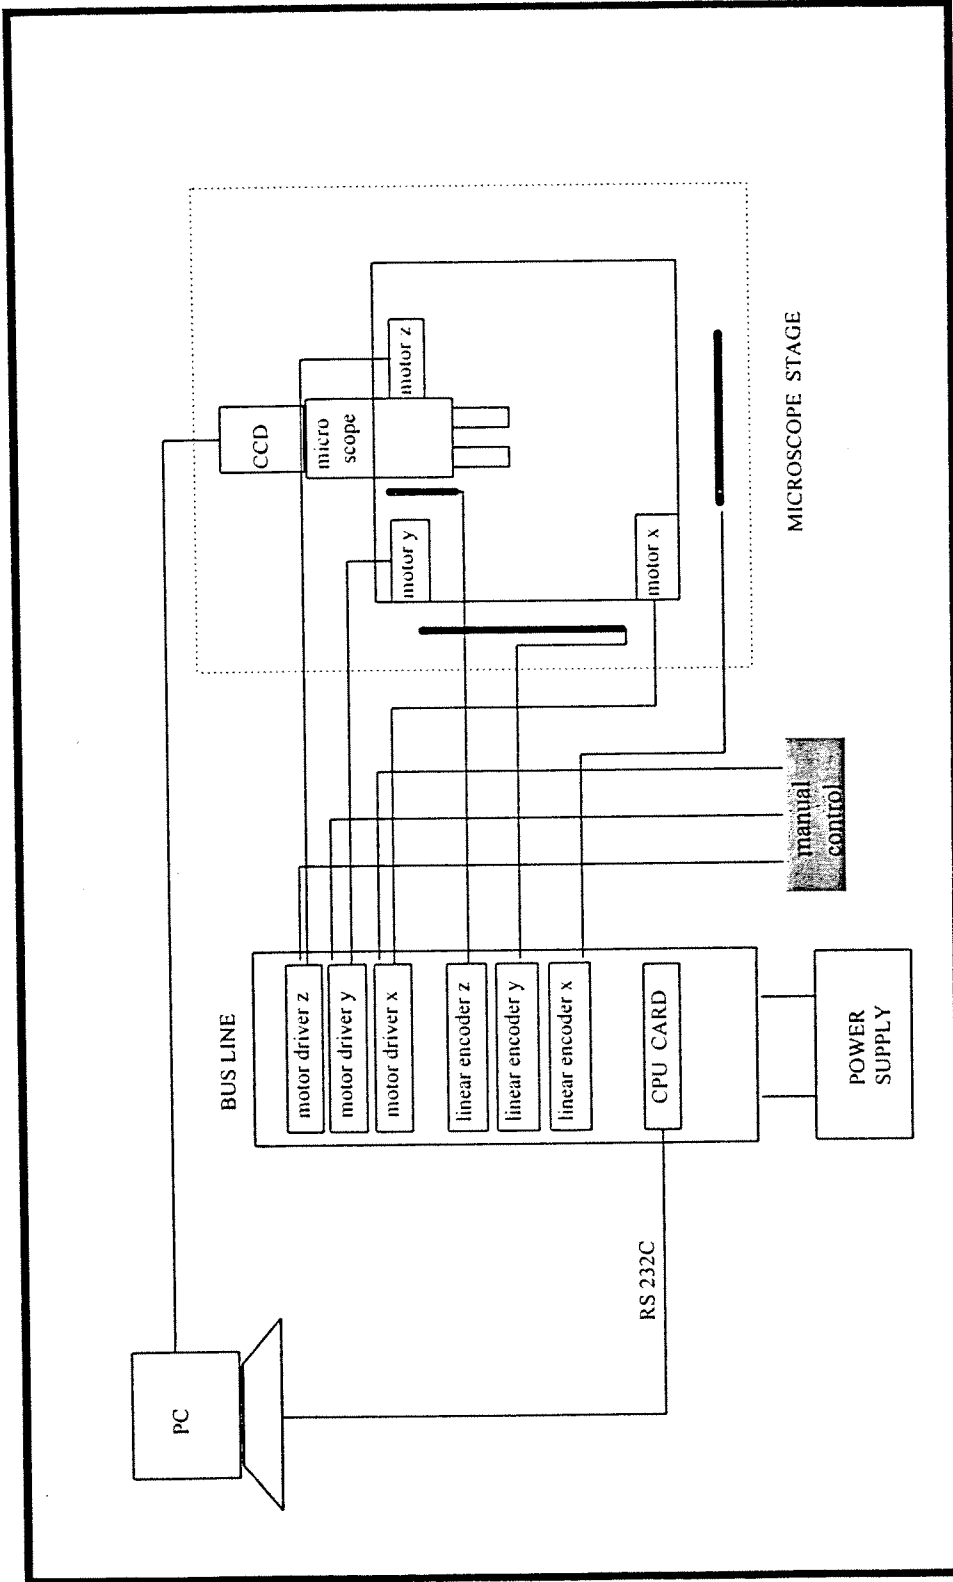 PC
RS 232C
BUS LINE
motor driver z
motor driver y
motor driver x
linear encoder z
linear encoder y
linear encoder x
CPU CARD
POWER
SUPPLY
manual
control
CCD
micro
scope
motor z
motor y
motor x
MICROSCOPE STAGE